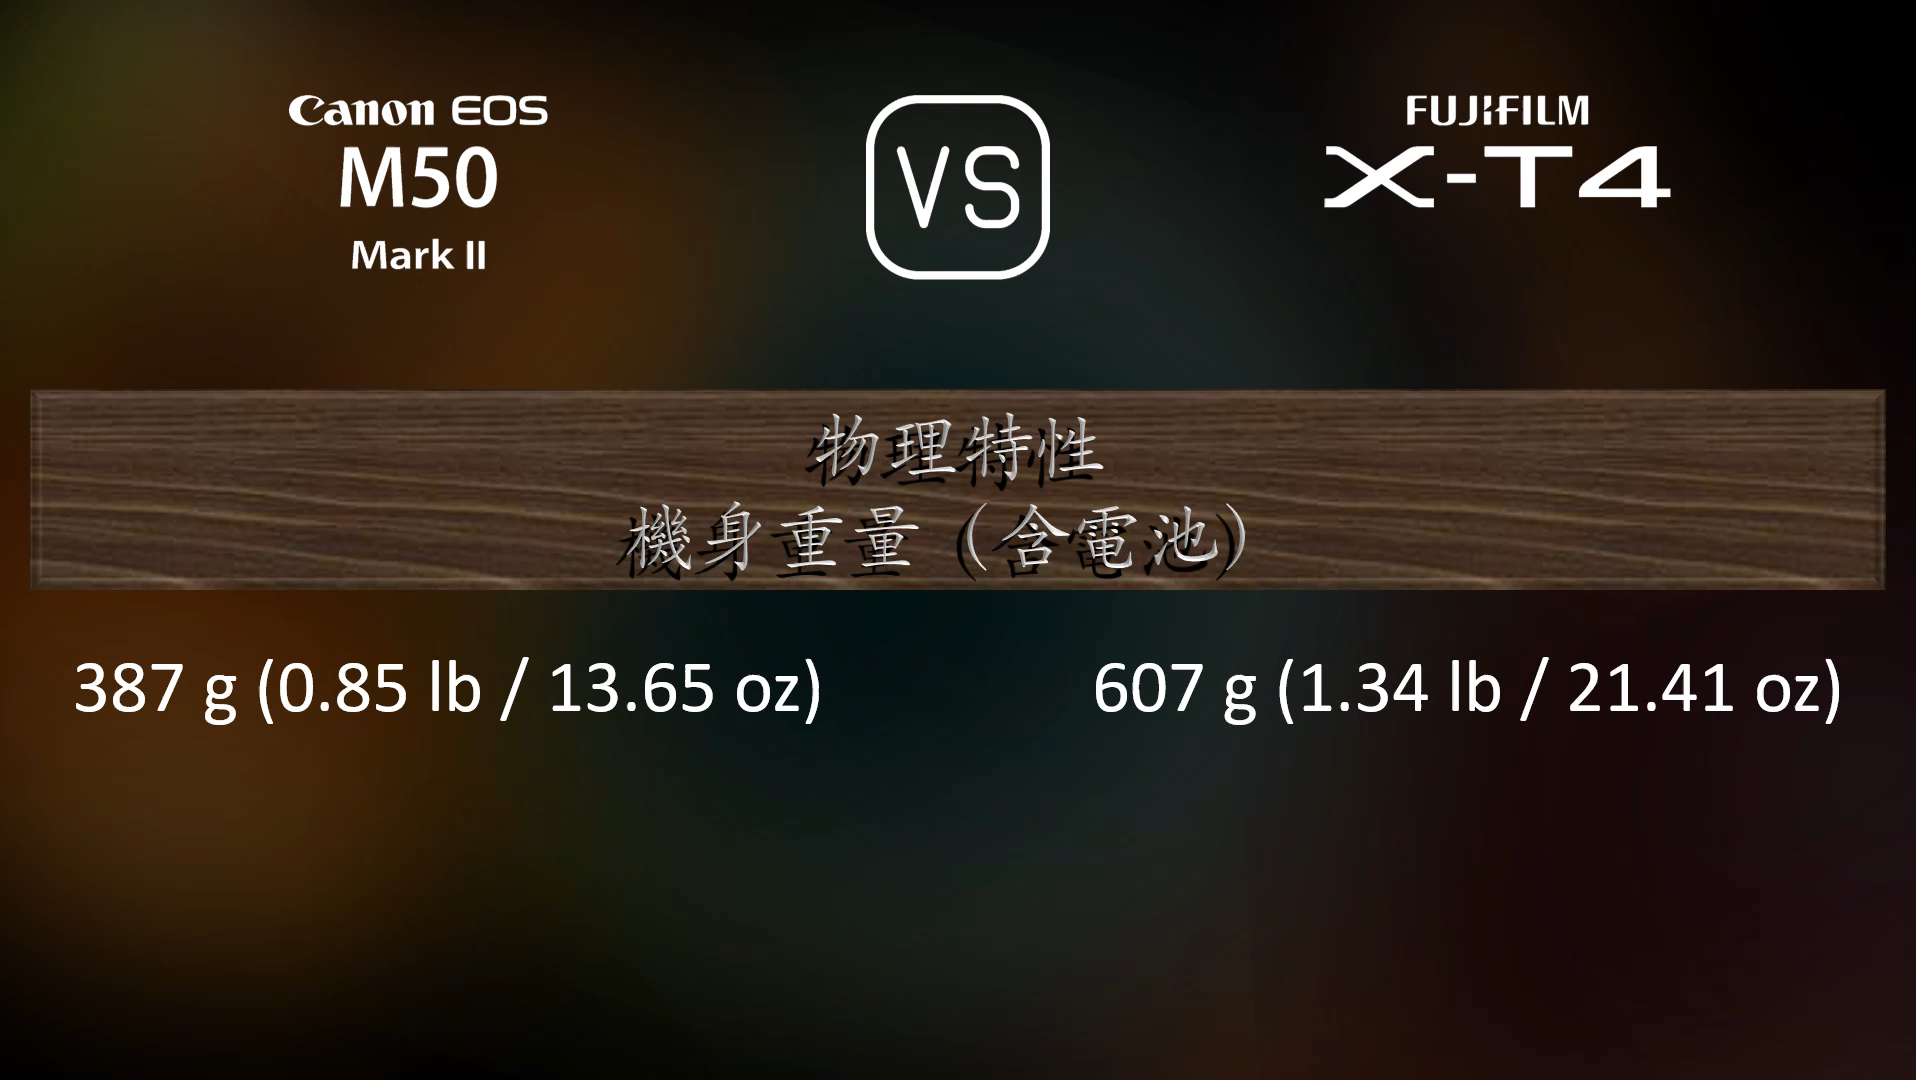 Canon EOS
M50
Mark II
VS
FUJIFILM
X-T4
物理特性
機身重量 (含電池)
387 g (0.85 lb / 13.65 oz)
607 g (1.34 lb / 21.41 oz)